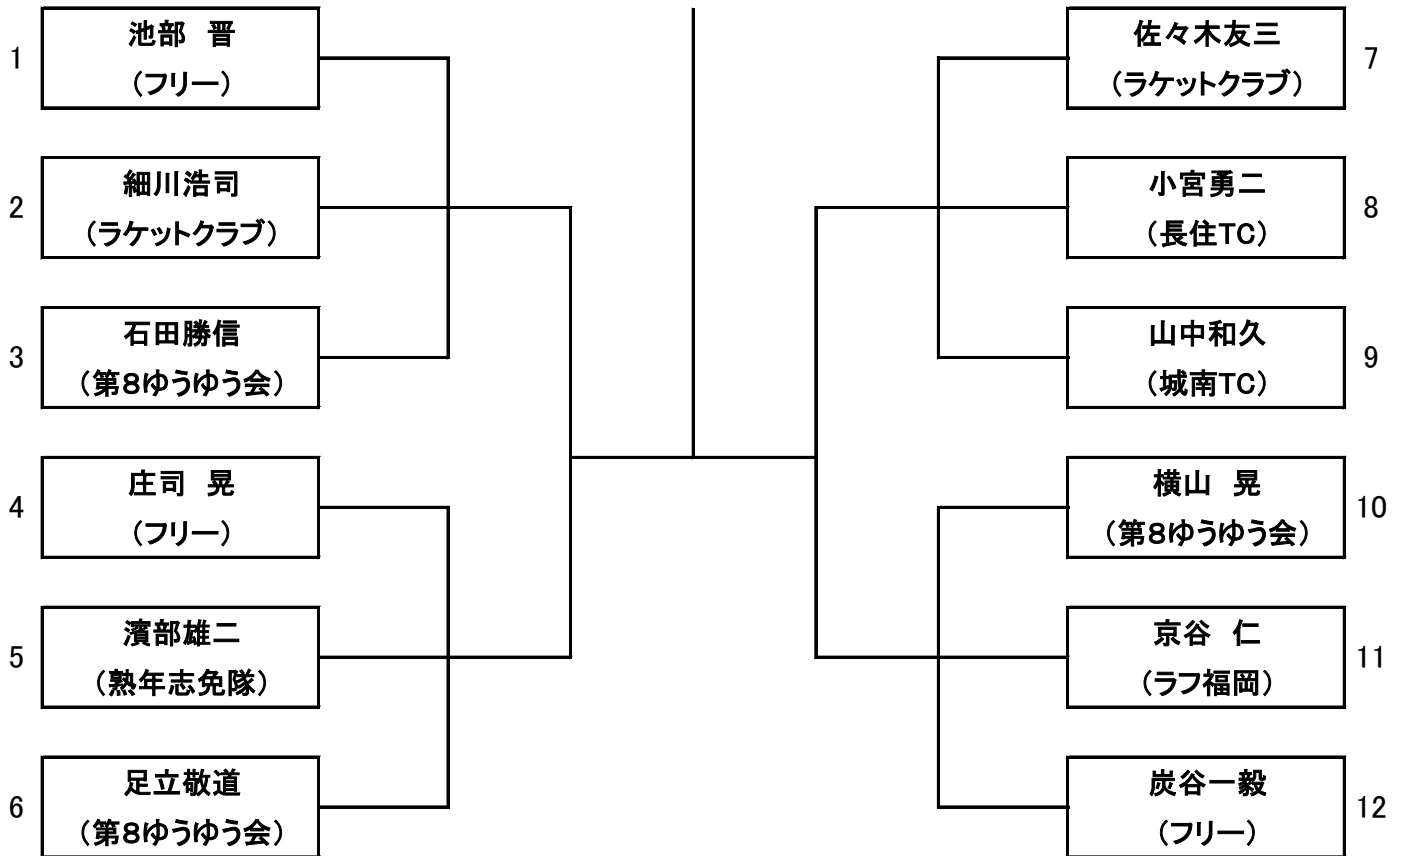 1
池部　晋
（フリー）
2
細川浩司
（ラケットクラブ）
3
石田勝信
（第8ゆうゆう会）
4
庄司　晃
（フリー）
5
濱部雄二
（熟年志免隊）
6
足立敬道
（第8ゆうゆう会）
佐々木友三
（ラケットクラブ）
7
小宮勇二
（長住TC）
8
山中和久
（城南TC）
9
横山　晃
（第8ゆうゆう会）
10
京谷　仁
（ラフ福岡）
11
炭谷一毅
（フリー）
12